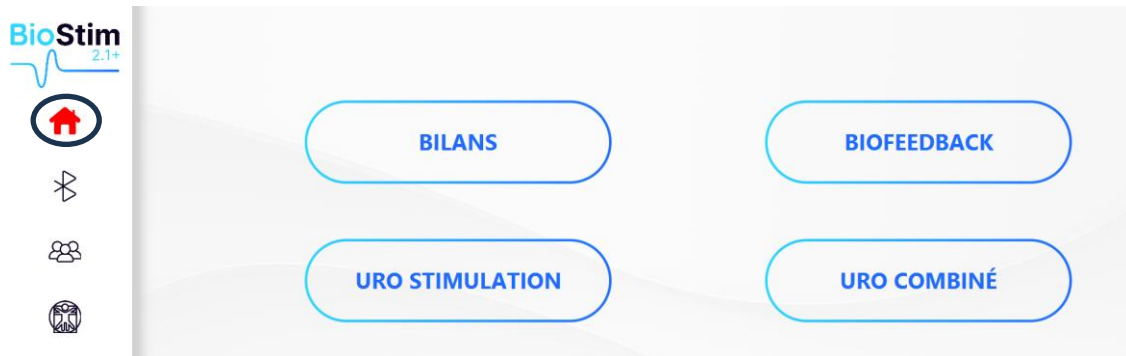 BioStim
2.1+
BILANS
BIOFEEDBACK
URO STIMULATION
URO COMBINÉ